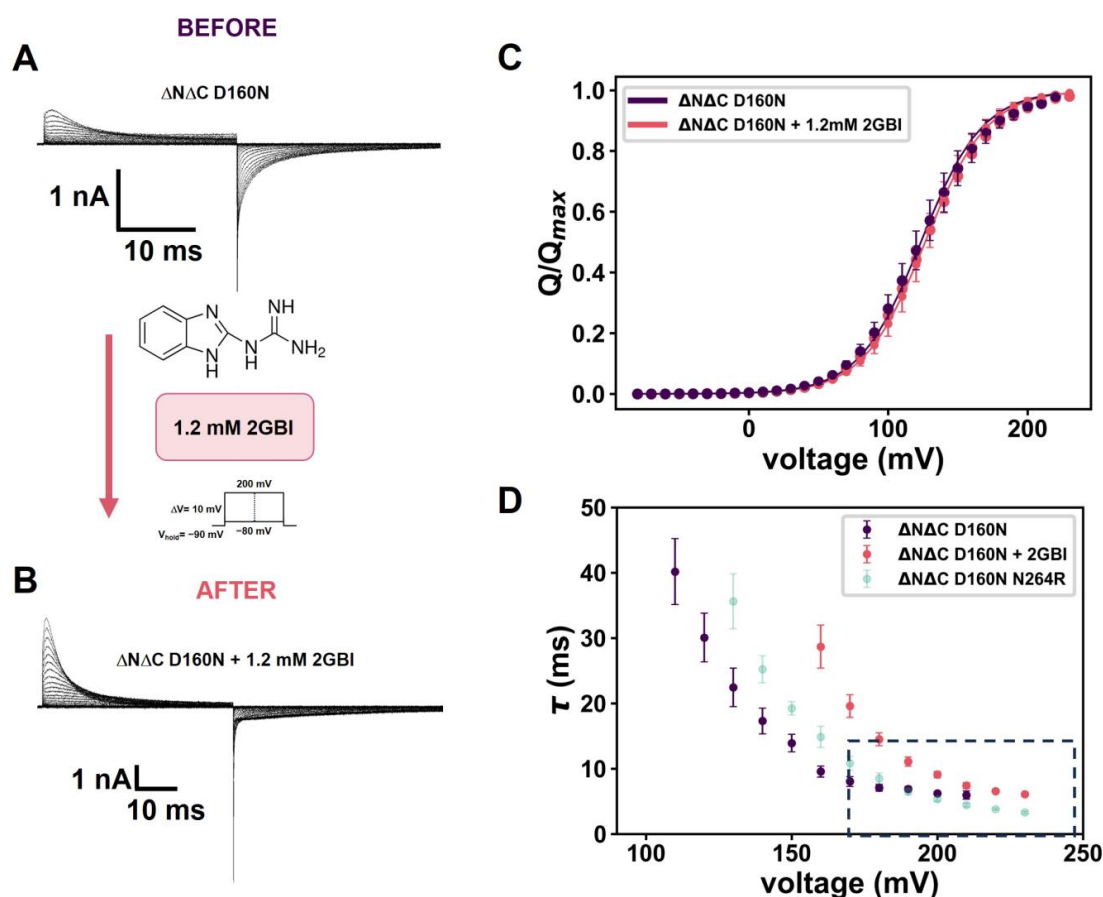 BEFORE
A
ΔNΔC D160N
1 nA
10 ms
N
NH
N
H
N
H
NH₂
1.2 mM 2GBI
200 mV
ΔV= 10 mV
Vhold= −90 mV
−80 mV
B
AFTER
ΔNΔC D160N + 1.2 mM 2GBI
1 nA
10 ms
C
ΔNΔC D160N
ΔNΔC D160N + 1.2mM 2GBI
1.0
0.8
0.6
0.4
0.2
0.0
Q/Qmax
0 100 200
voltage (mV)
D
ΔNΔC D160N
ΔNΔC D160N + 2GBI
ΔNΔC D160N N264R
50
40
30
20
10
0
τ (ms)
100 150 200 250
voltage (mV)